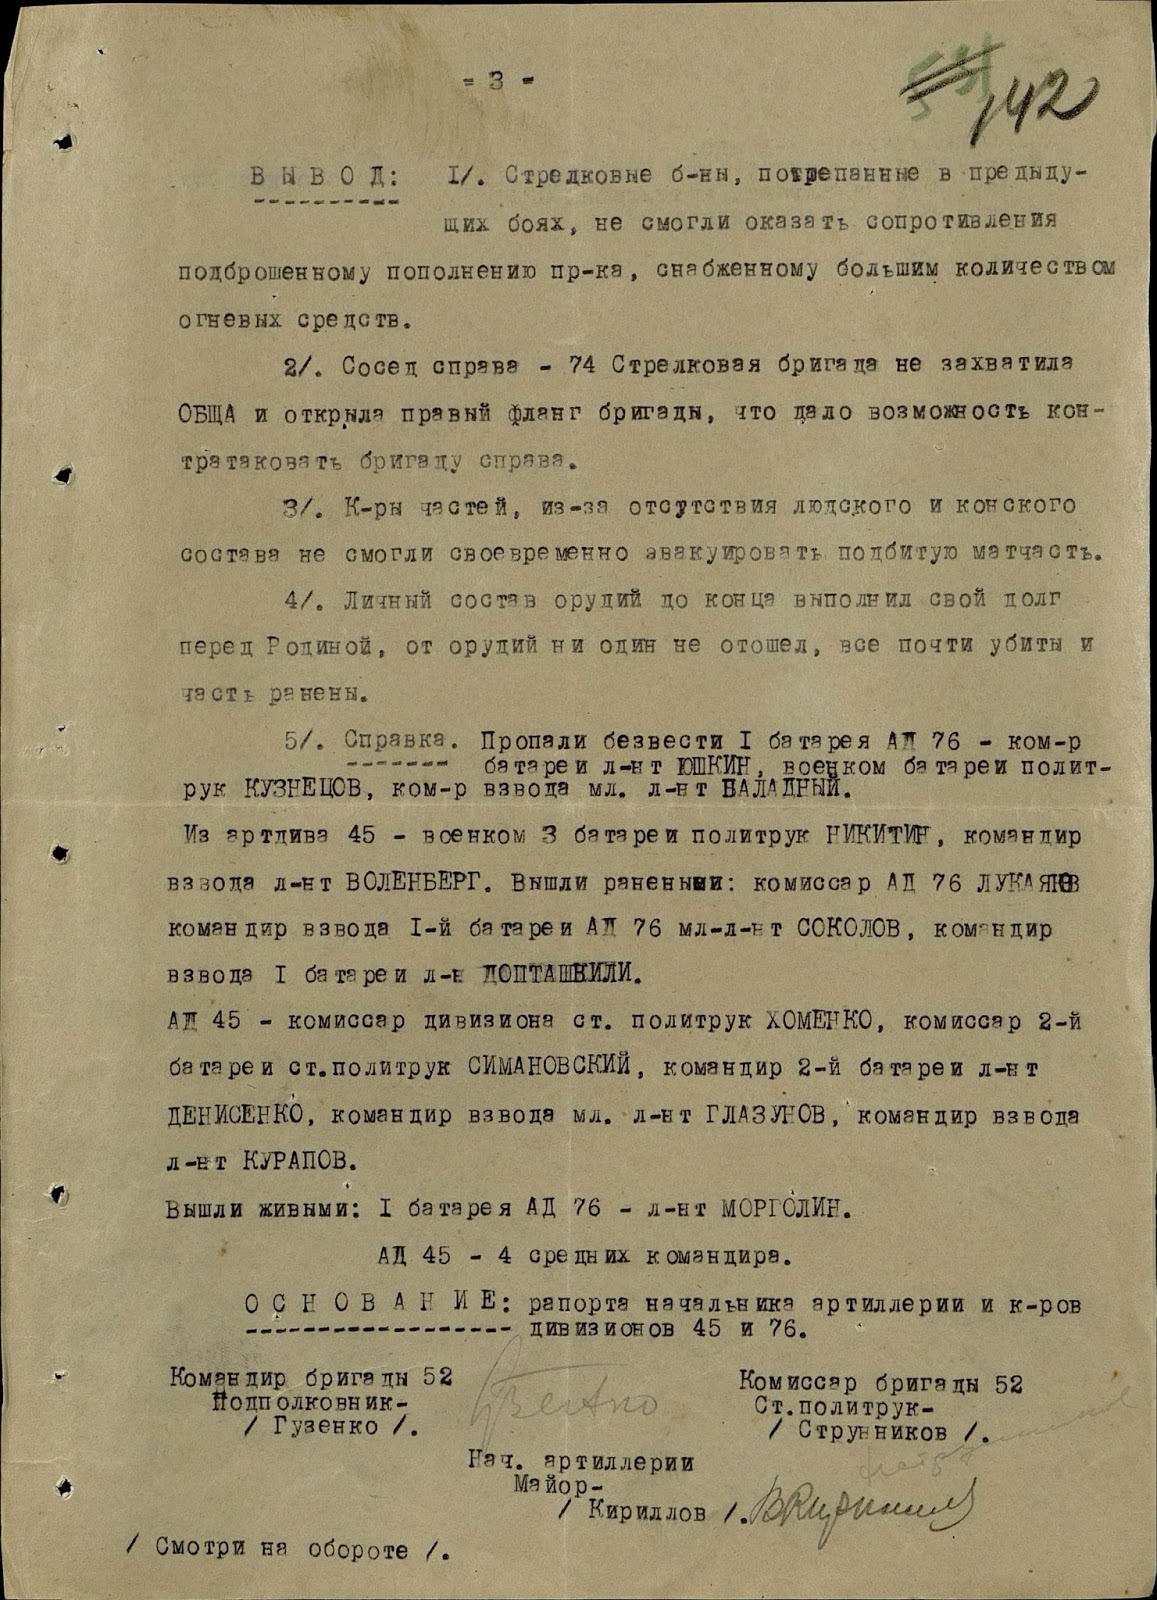 = 3 -
142
В Ы В О Д: I/. Стрелковые б-ны, потрепанные в предыду-
щих боях, не смогли оказать сопротивления
подброшенному пополнению пр-ка, снабженному большим количеством
огневых средств.
2/. Сосед справа - 74 Стрелковая бригада не захватила
ОБЩА и открыла правый фланг бригады, что дало возможность кон-
тратаковать бригаду справа.
3/. К-ры частей, из-за отсутствия людского и конского
состава не смогли своевременно эвакуировать подбитую матчасть.
4/. Личный состав орудий до конца выполнил свой долг
перед Родиной, от орудий ни один не отошел, все почти убиты и
часть ранены.
5/. Справка. Пропали безвести I батарея АД 76 - ком-р
батареи л-нт ЮШКИН, военком батареи полит-
рук КУЗНЕЦОВ, ком-р взвода мл. л-нт БАЛАДНЫЙ.
Из артдива 45 - военком 3 батареи политрук НИКИТИН, командир
взвода л-нт ВОЛЕНБЕРГ. Вышли ранеными: комиссар АД 76
командир взвода I-й батареи АД 76 мл-л-нт СОКОЛОВ, командир
взвода I батареи л-н
АД 45 - комиссар дивизиона ст. политрук ХОМЕНКО, комиссар 2-й
батареи ст.политрук СИМАНОВСКИЙ, командир 2-й батареи л-нт
ДЕНИСЕНКО, командир взвода мл. л-нт ГЛАЗУНОВ, командир взвода
л-нт КУРАПОВ.
Вышли живыми: I батарея АД 76 - л-нт МОРГОЛИН.
АД 45 - 4 средних командира.
О С Н О В А Н И Е: рапорта начальника артиллерии и к-ров
дивизионов 45 и 76.
Командир бригады 52
Подполковник-
/ Гузенко /.
Комиссар бригады 52
Ст.политрук-
/ Струнников /.
Нач. артиллерии
Майор-
/ Кириллов /.
/ Смотри на обороте /.